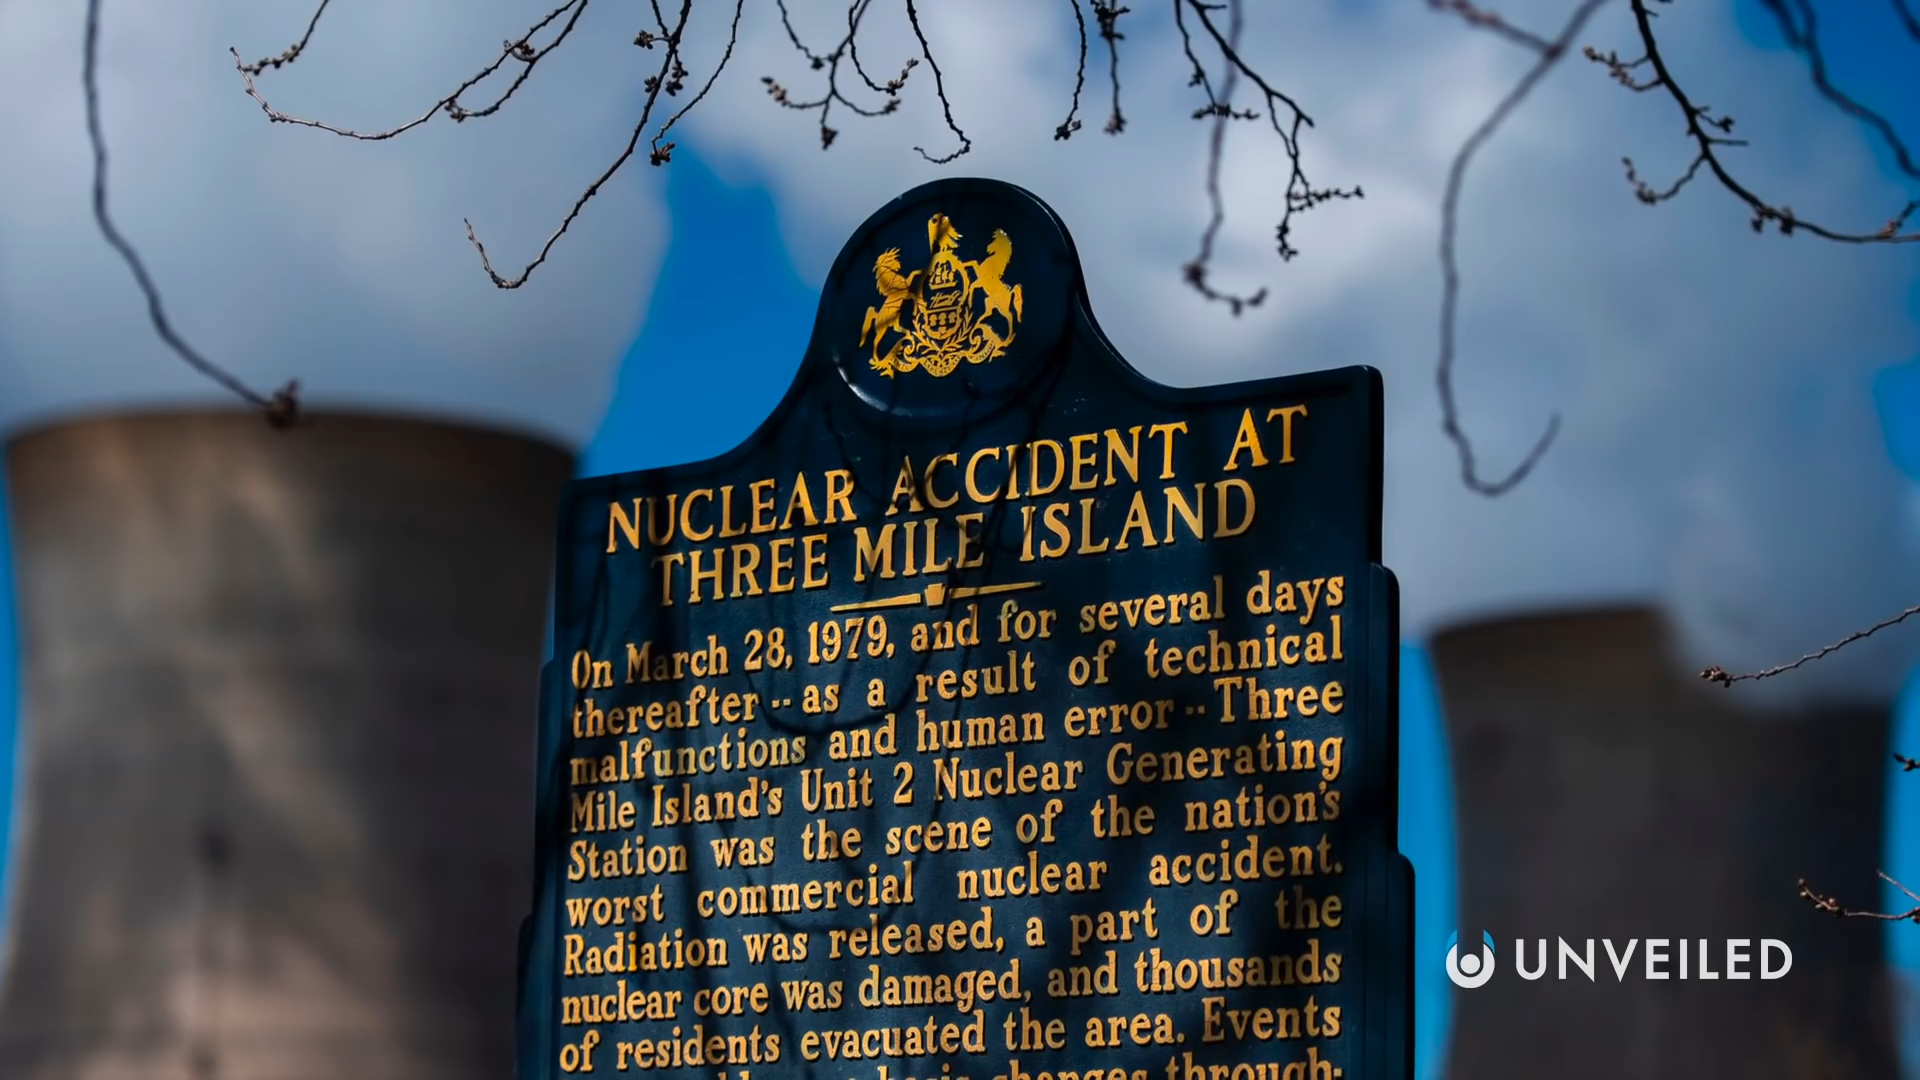 NUCLEAR ACCIDENT AT
THREE MILE ISLAND
On March 28, 1979, and for several days
thereafter -- as a result of technical
malfunctions and human error -- Three
Mile Island's Unit 2 Nuclear Generating
Station was the scene of the nation's
worst commercial nuclear accident.
Radiation was released, a part of the
nuclear core was damaged, and thousands
of residents evacuated the area. Events
basic changes through-
UNVEILED